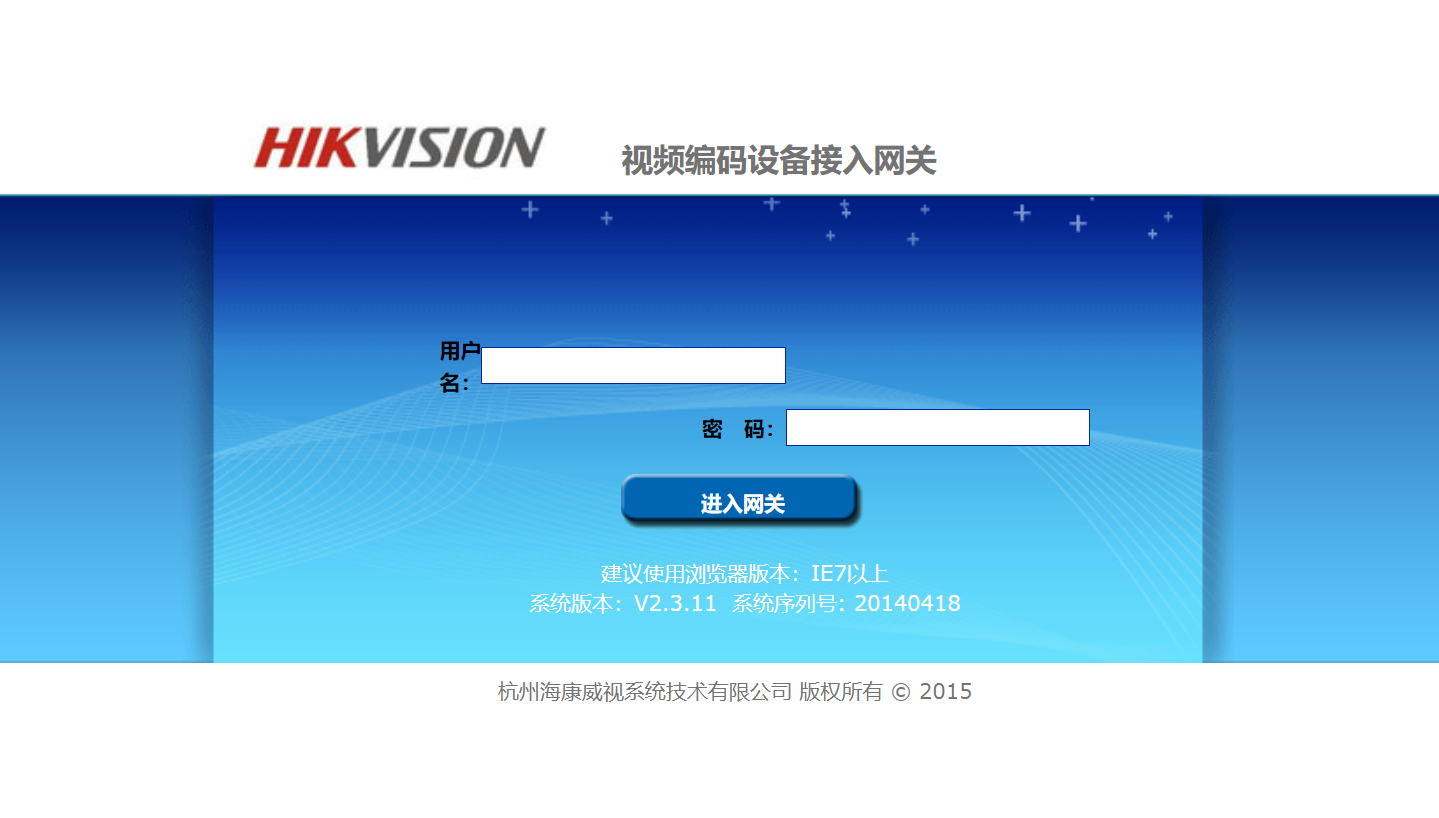 HIKVISION 视频编码设备接入网关
用户
名：
密 码：
进入网关
建议使用浏览器版本：IE7以上
系统版本：V2.3.11 系统序列号：20140418
杭州海康威视系统技术有限公司 版权所有 © 2015